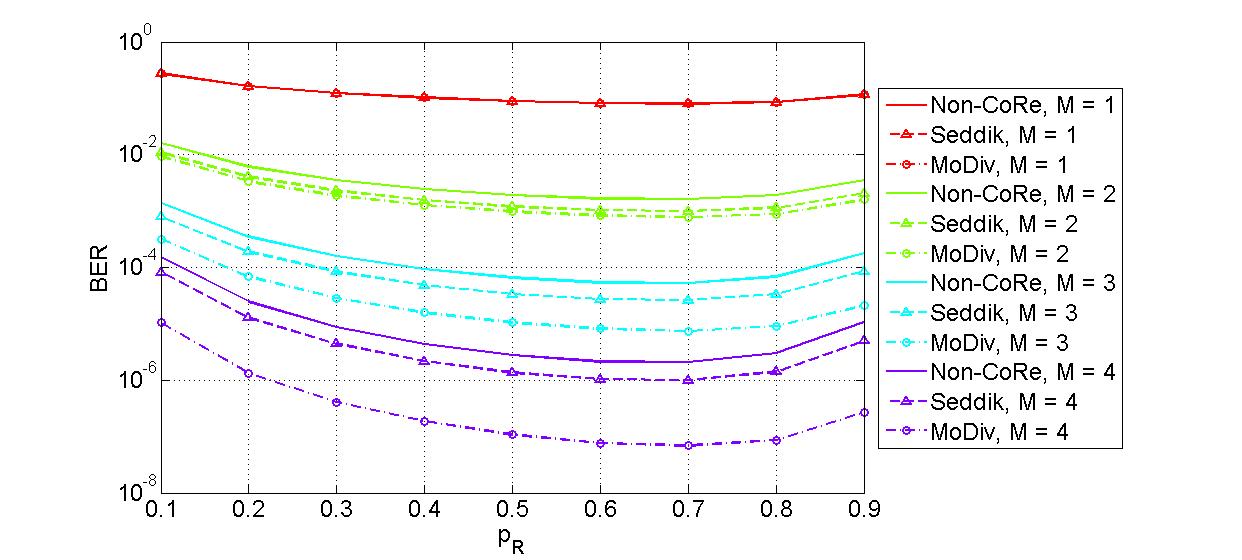 10^0
10^-2
10^-4
10^-6
10^-8
BER
0.1 0.2 0.3 0.4 0.5 0.6 0.7 0.8 0.9
p_R
Non-CoRe, M = 1
Seddik, M = 1
MoDiv, M = 1
Non-CoRe, M = 2
Seddik, M = 2
MoDiv, M = 2
Non-CoRe, M = 3
Seddik, M = 3
MoDiv, M = 3
Non-CoRe, M = 4
Seddik, M = 4
MoDiv, M = 4